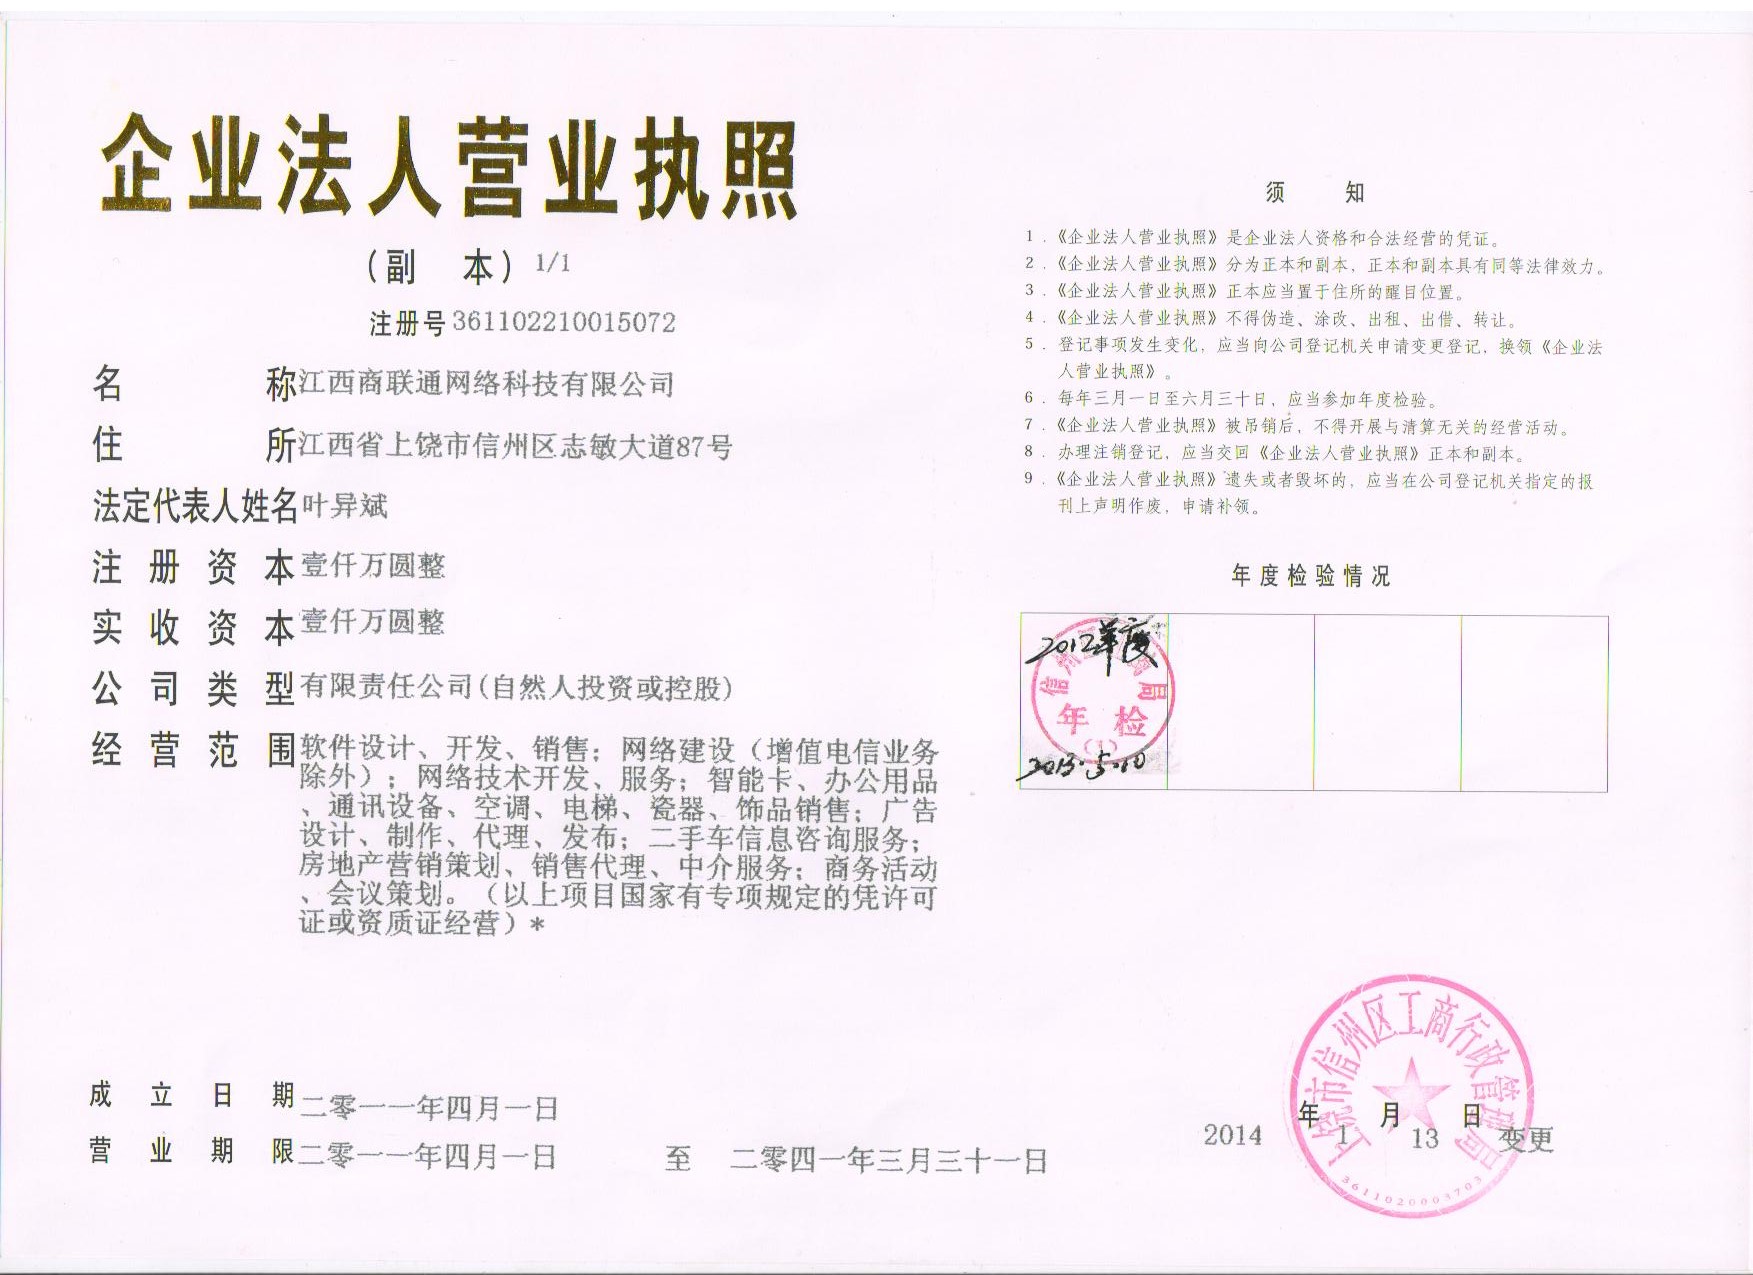 企业法人营业执照
（副 本） 1/1
注册号 361102210015072
名 称 江西商联通网络科技有限公司
住 所 江西省上饶市信州区志敏大道87号
法定代表人姓名 叶异斌
注 册 资 本 壹仟万圆整
实 收 资 本 壹仟万圆整
公 司 类 型 有限责任公司(自然人投资或控股)
经 营 范 围 软件设计、开发、销售；网络建设（增值电信业务
除外）；网络技术开发、服务；智能卡、办公用品
、通讯设备、空调、电梯、瓷器、饰品销售；广告
设计、制作、代理、发布；二手车信息咨询服务；
房地产营销策划、销售代理、中介服务；商务活动
、会议策划。（以上项目国家有专项规定的凭许可
证或资质证经营）*
成 立 日 期 二零一一年四月一日
营 业 期 限 二零一一年四月一日 至 二零四一年三月三十一日
须 知
1．《企业法人营业执照》是企业法人资格和合法经营的凭证。
2．《企业法人营业执照》分为正本和副本，正本和副本具有同等法律效力。
3．《企业法人营业执照》正本应当置于住所的醒目位置。
4．《企业法人营业执照》不得伪造、涂改、出租、出借、转让。
5．登记事项发生变化，应当向公司登记机关申请变更登记，换领《企业法
人营业执照》。
6．每年三月一日至六月三十日，应当参加年度检验。
7．《企业法人营业执照》被吊销后，不得开展与清算无关的经营活动。
8．办理注销登记，应当交回《企业法人营业执照》正本和副本。
9．《企业法人营业执照》遗失或者毁坏的，应当在公司登记机关指定的报
刊上声明作废，申请补领。
年度检验情况
2012年度
信州 局
年 检
(1)
2013.5.10
上饶市信州区工商行政管理局
2014 年 1 月 13 日 变更
3611020003703